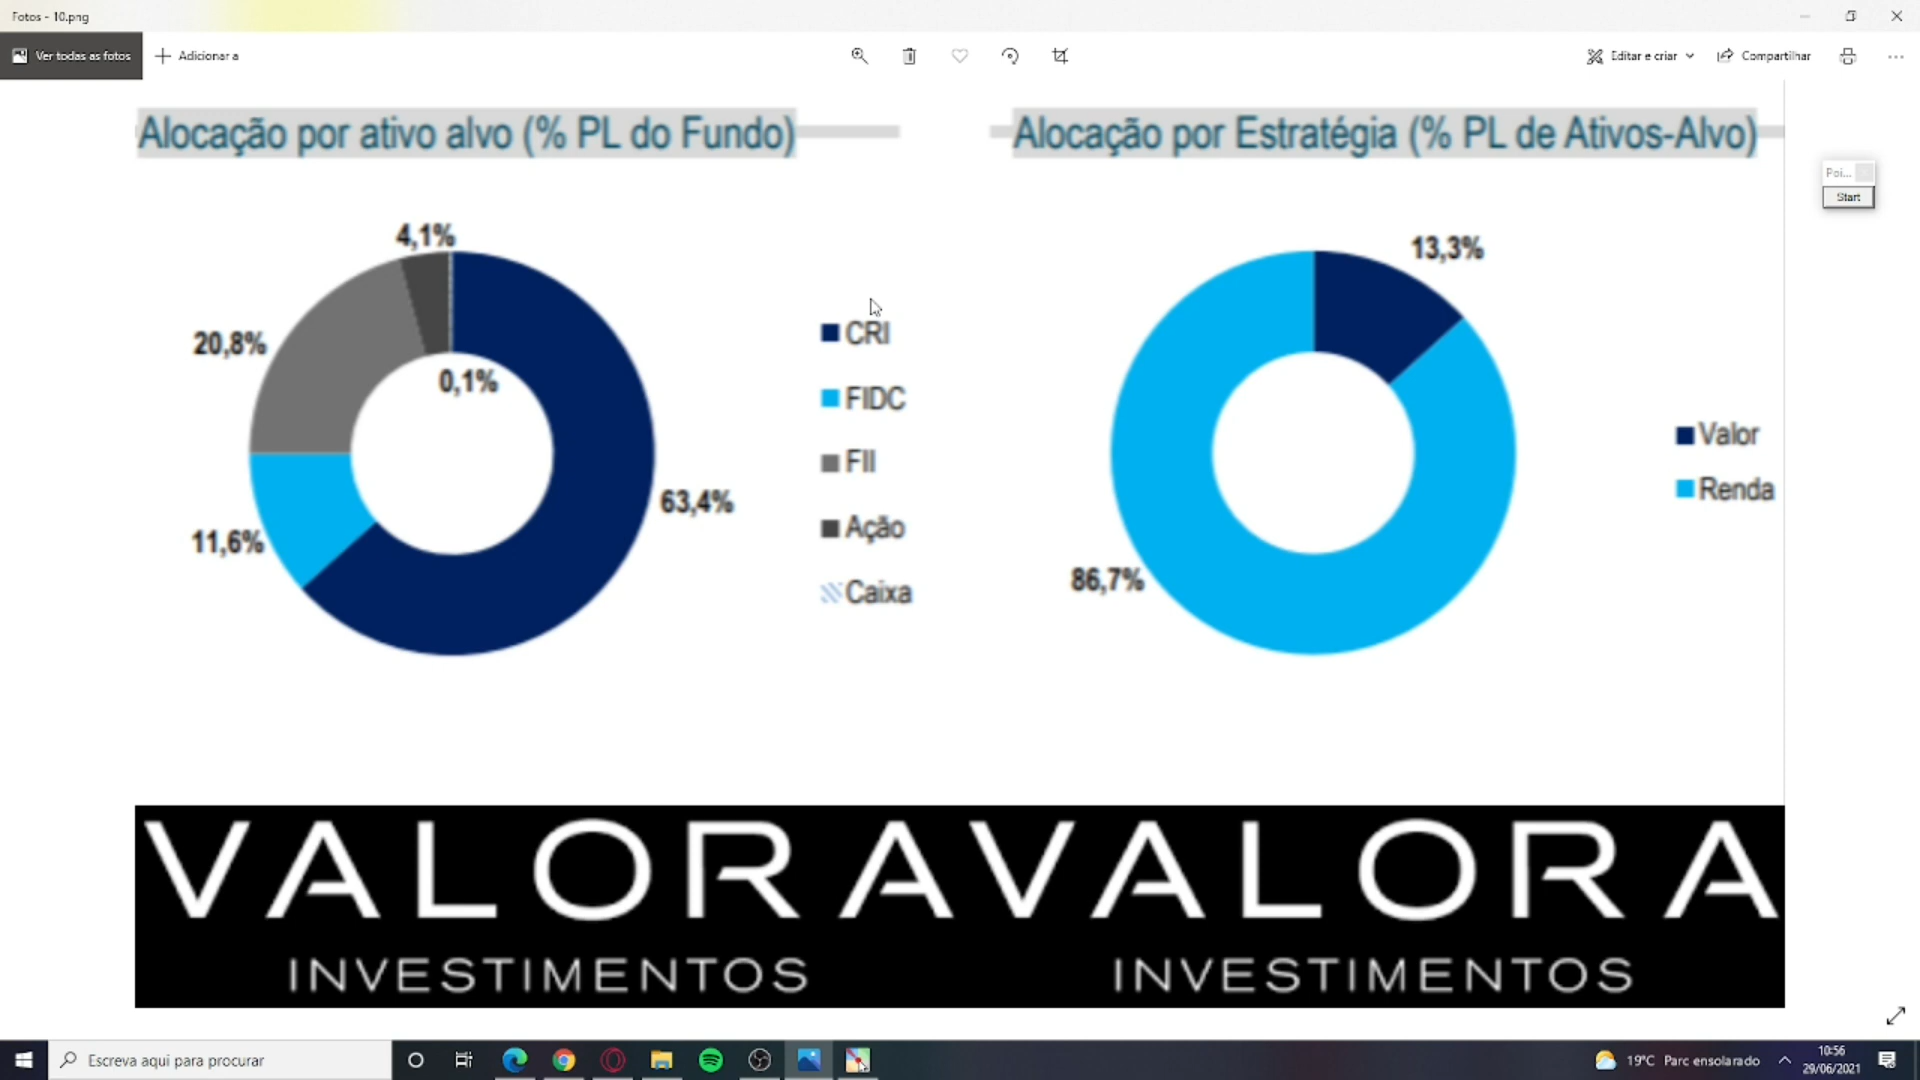 Fotos - 10.png
Ver todas as fotos
Adicionar a
Editar e criar
Compartilhar
Alocação por ativo alvo (% PL do Fundo)
Alocação por Estratégia (% PL de Ativos-Alvo)
Poi...
Start
4,1%
20,8%
0,1%
63,4%
11,6%
CRI
FIDC
FII
Ação
Caixa
13,3%
86,7%
Valor
Renda
VALORA
INVESTIMENTOS
VALORA
INVESTIMENTOS
Escreva aqui para procurar
19°C Parc ensolarado
10:56
29/06/2021